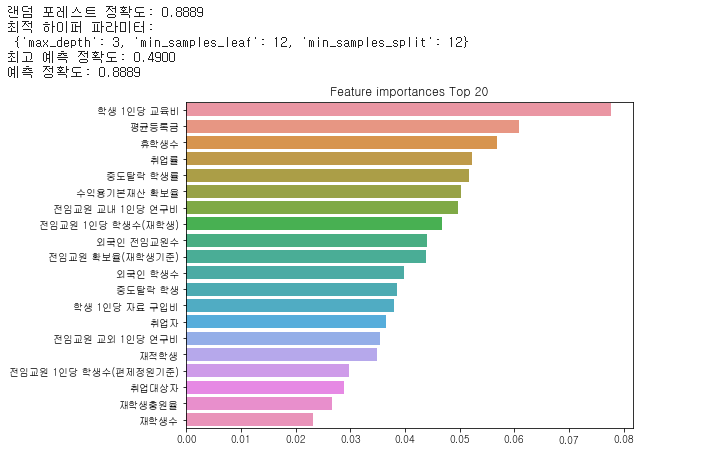 랜덤 포레스트 정확도: 0.8889
최적 하이퍼 파라미터:
{'max_depth': 3, 'min_samples_leaf': 12, 'min_samples_split': 12}
최고 예측 정확도: 0.4900
예측 정확도: 0.8889
Feature importances Top 20
학생 1인당 교육비
평균등록금
휴학생수
취업률
중도탈락 학생률
수익용기본재산 확보율
전임교원 교내 1인당 연구비
전임교원 1인당 학생수(재학생)
외국인 전임교원수
전임교원 확보율(재학생기준)
외국인 학생수
중도탈락 학생
학생 1인당 자료 구입비
취업자
전임교원 교외 1인당 연구비
재적학생
전임교원 1인당 학생수(편제정원기준)
취업대상자
재학생충원율
재학생수
0.00 0.01 0.02 0.03 0.04 0.05 0.06 0.07 0.08